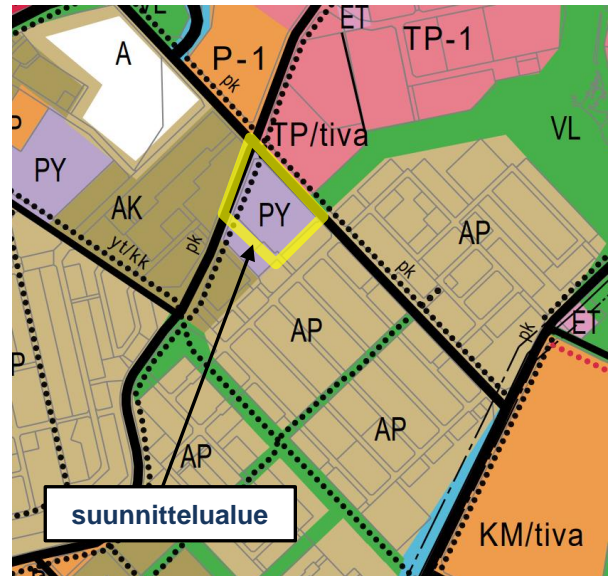 VL
ET
A
P-1
TP-1
pk
TP/tiva
VL
P
PY
AK
PY
AP
yt/kk
pk
pk
AP
pk
ET
P
AP
AP
suunnittelualue
KM/tiva